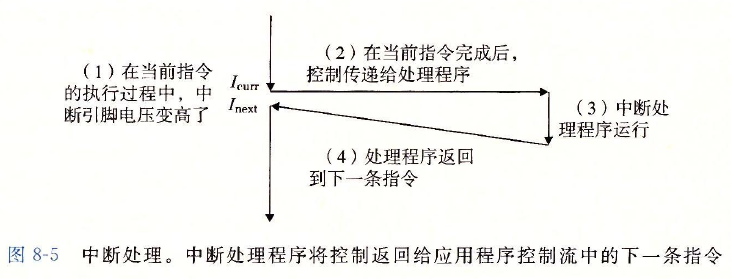 (1)在当前指令
的执行过程中，中
断引脚电压变高了
Icurr
Inext
(2)在当前指令完成后，
控制传递给处理程序
(3)中断处
理程序运行
(4)处理程序返回
到下一条指令
图 8-5 中断处理。中断处理程序将控制返回给应用程序控制流中的下一条指令